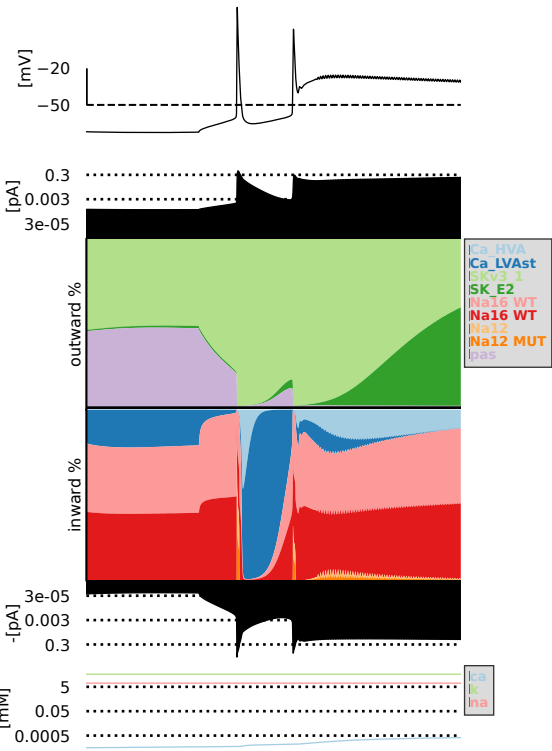 [mV]
−20
−50
[pA]
0.3
0.003
3e-05
outward %
Ca_HVA
Ca_LVAst
SKv3_1
SK_E2
Na16 WT
Na16 WT
Na12
Na12 MUT
pas
inward %
-[pA]
3e-05
0.003
0.3
[mM]
5
0.05
0.0005
ca
k
na